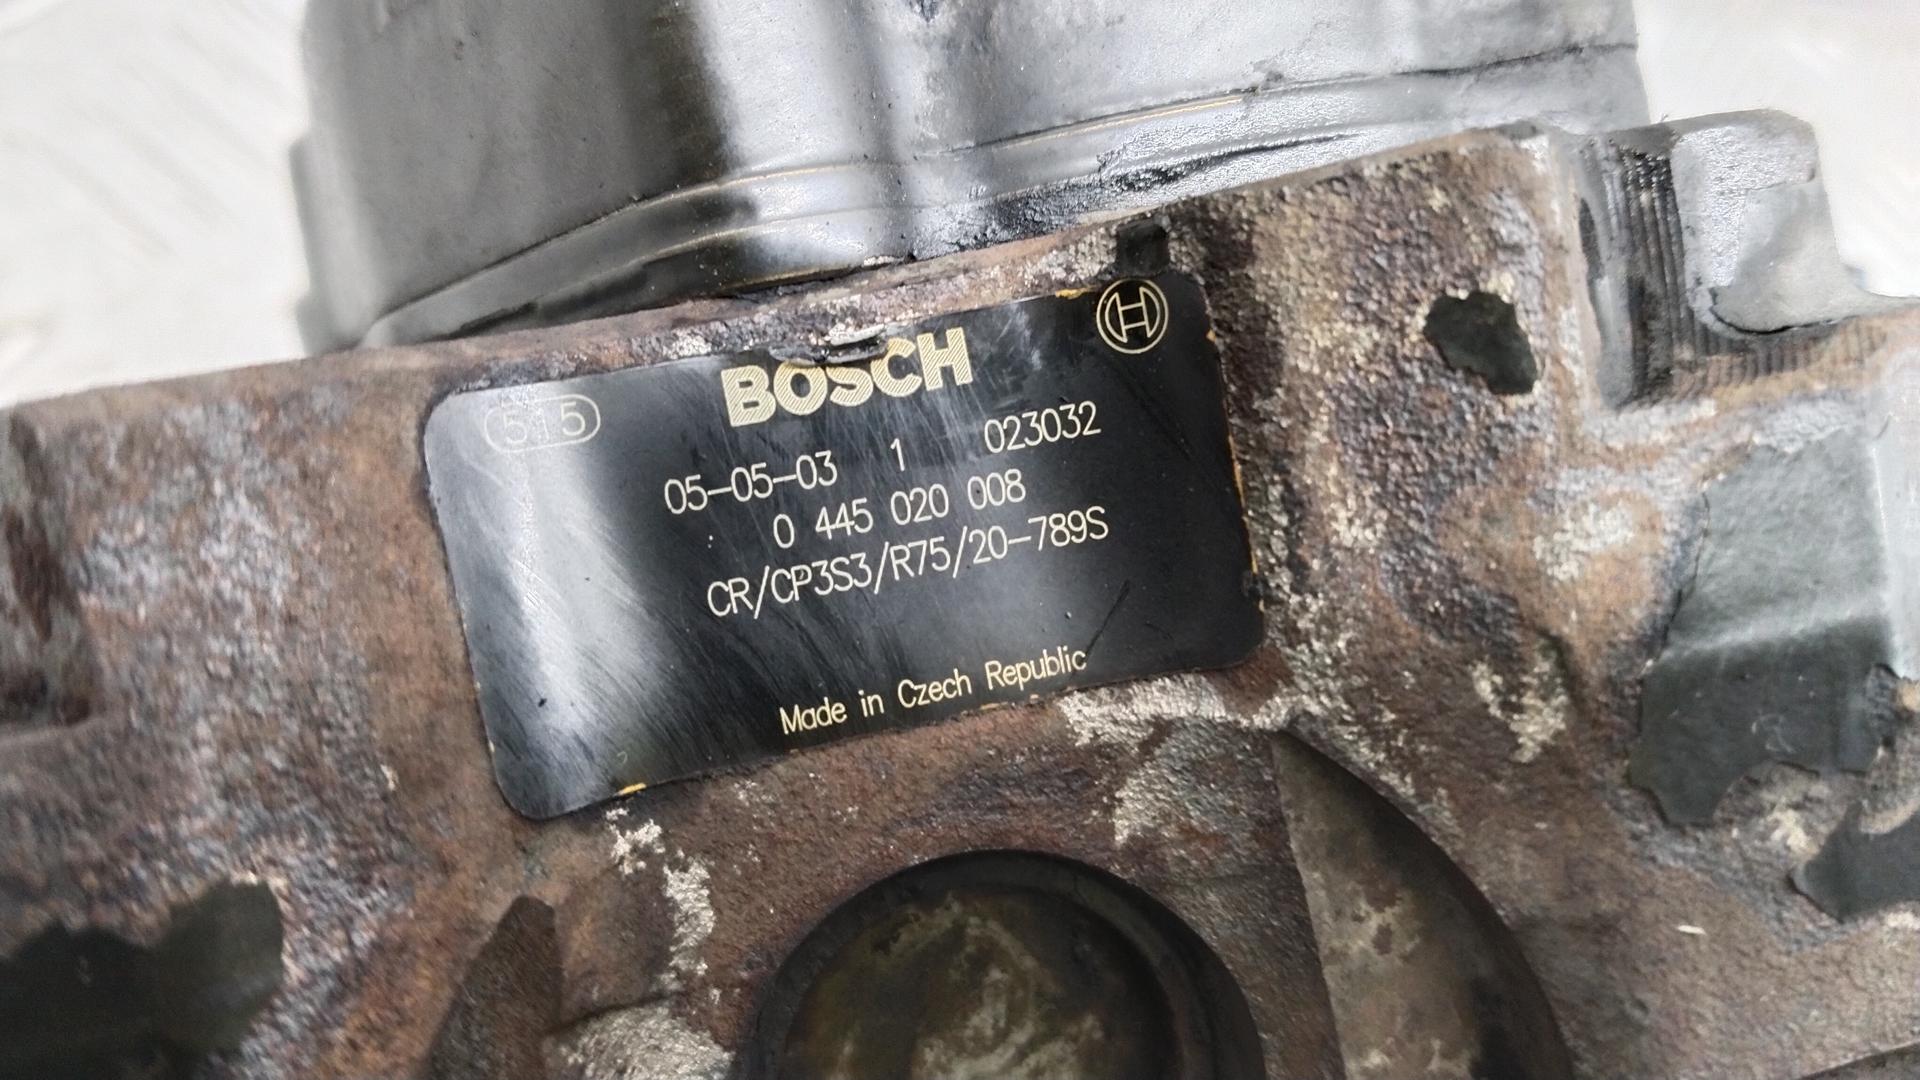 BOSCH
515
05-05-03 1 023032
0 445 020 008
CR/CP3S3/R75/20-789S
Made in Czech Republic